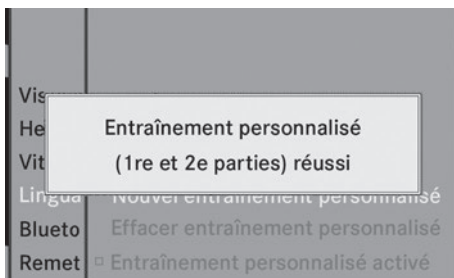 Entraînement personnalisé
(1re et 2e parties) réussi
Vis
He
Vit
Lingua
Nouvel entraînement personnalisé
Blueto
Effacer entraînement personnalisé
Remet
Entraînement personnalisé activé